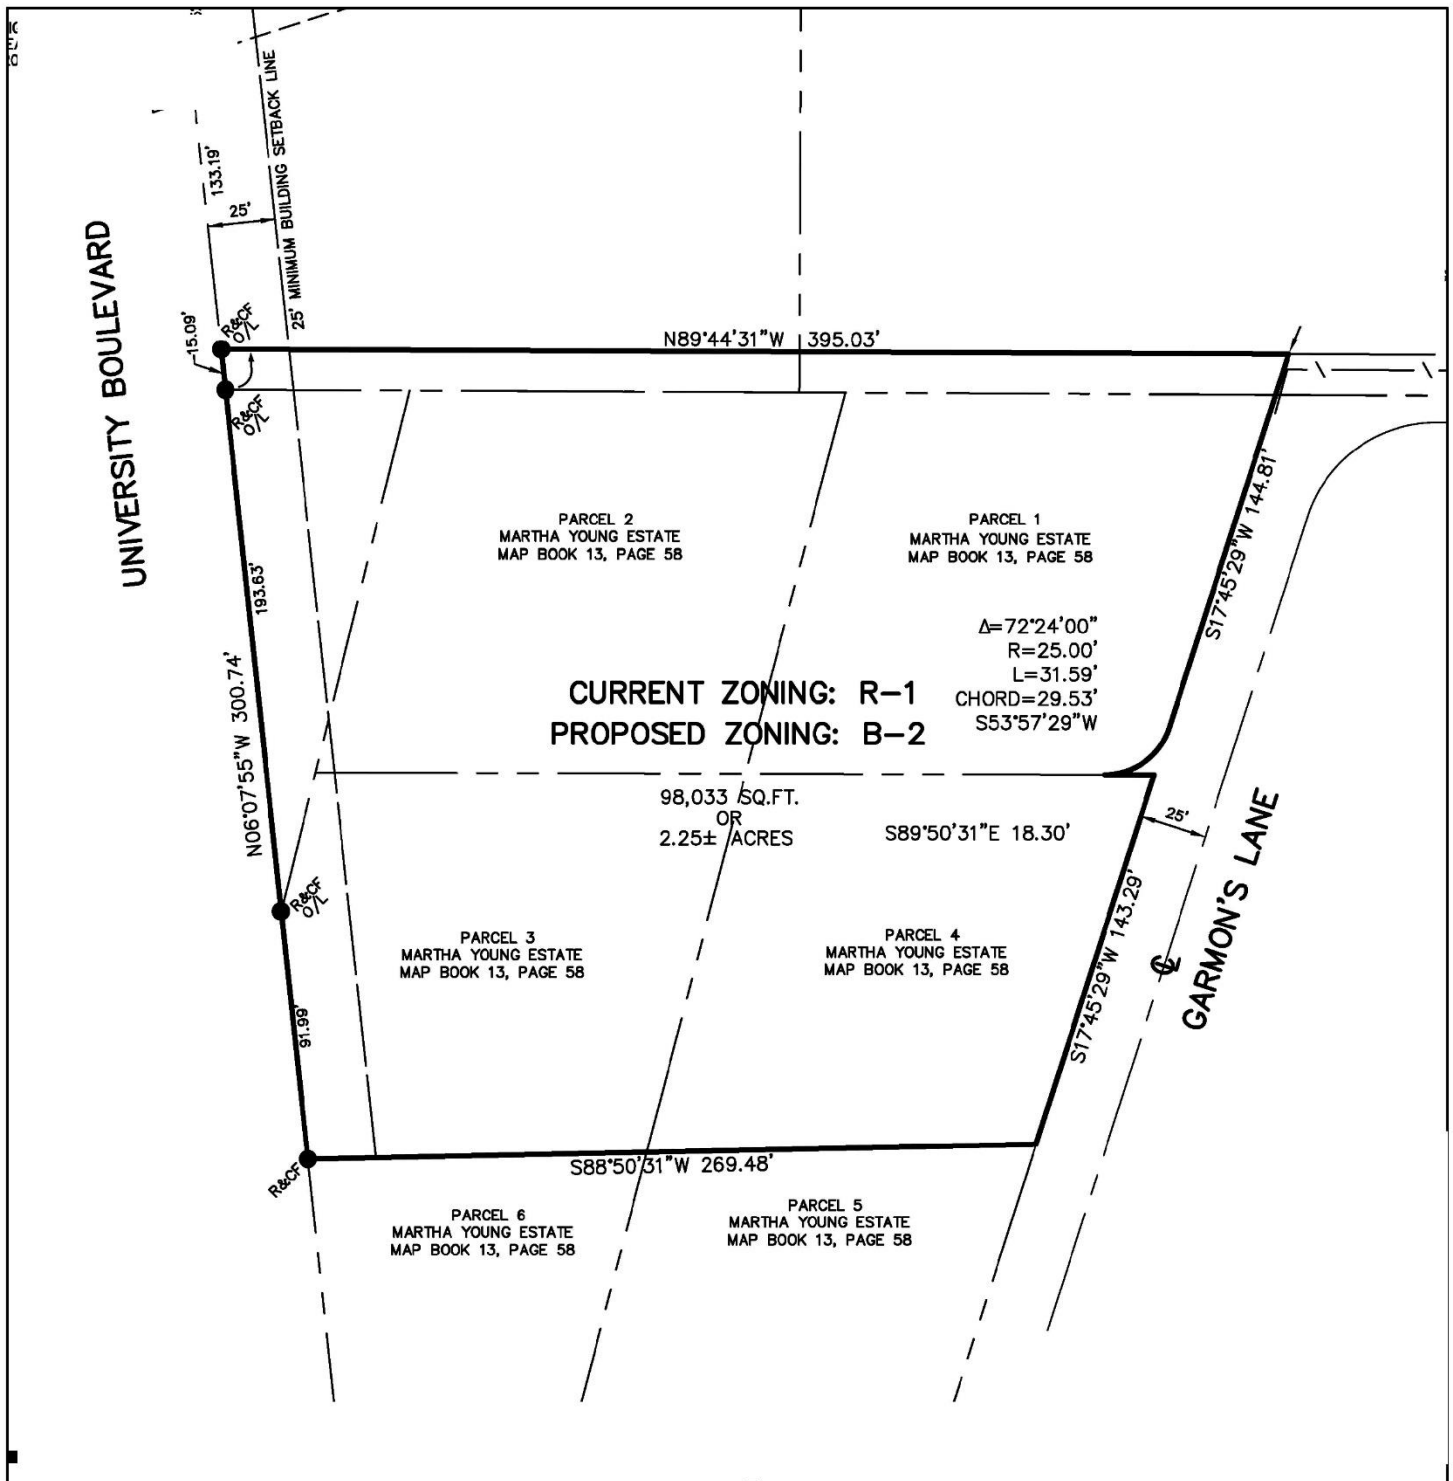 133.19'
25'
25' MINIMUM BUILDING SETBACK LINE
UNIVERSITY BOULEVARD
15.09'
R&CF
O/L
N89°44'31"W 395.03'
R&CF
O/L
S17°45'29"W 144.81'
PARCEL 2
MARTHA YOUNG ESTATE
MAP BOOK 13, PAGE 58
PARCEL 1
MARTHA YOUNG ESTATE
MAP BOOK 13, PAGE 58
193.63'
N06°07'55"W 300.74'
Δ=72°24'00"
R=25.00'
L=31.59'
CHORD=29.53'
S53°57'29"W
CURRENT ZONING: R-1
PROPOSED ZONING: B-2
98,033 SQ.FT.
OR
2.25± ACRES
S89°50'31"E 18.30'
25'
GARMON'S LANE
℄
R&CF
O/L
PARCEL 3
MARTHA YOUNG ESTATE
MAP BOOK 13, PAGE 58
PARCEL 4
MARTHA YOUNG ESTATE
MAP BOOK 13, PAGE 58
S17°45'29"W 143.29'
91.99'
R&CF
S88°50'31"W 269.48'
PARCEL 6
MARTHA YOUNG ESTATE
MAP BOOK 13, PAGE 58
PARCEL 5
MARTHA YOUNG ESTATE
MAP BOOK 13, PAGE 58